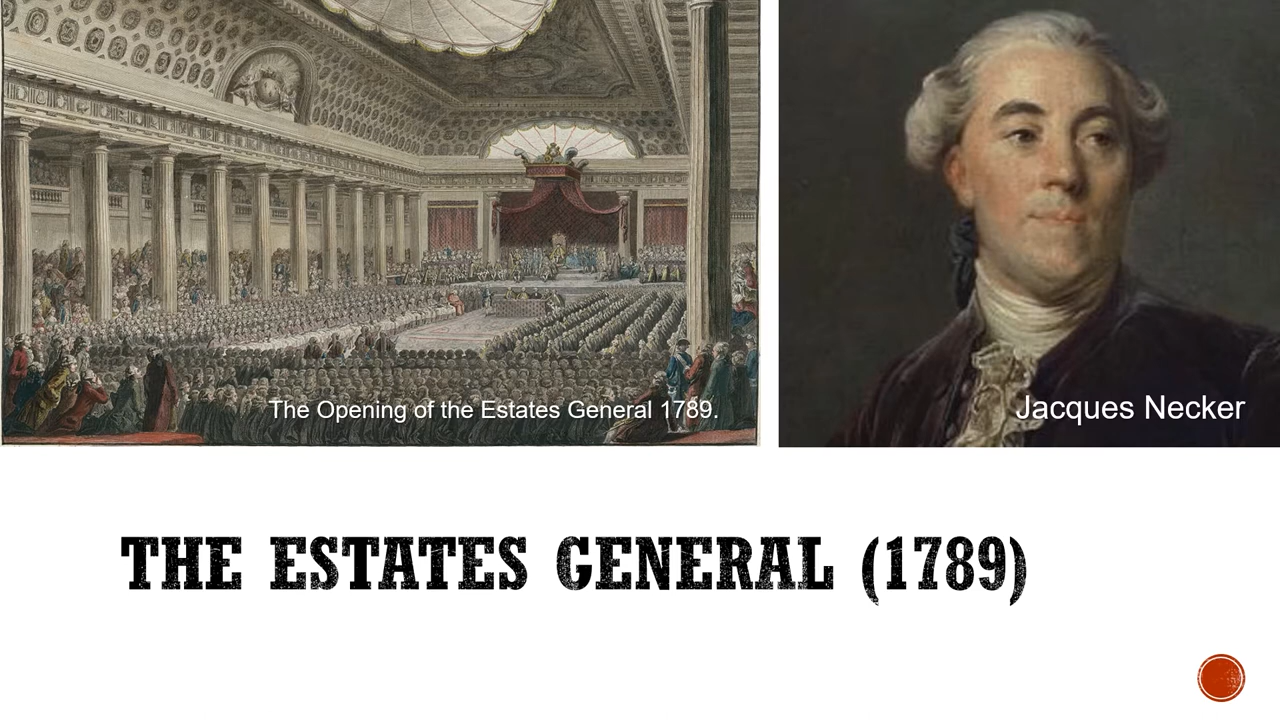 The Opening of the Estates General 1789.
Jacques Necker
THE ESTATES GENERAL (1789)